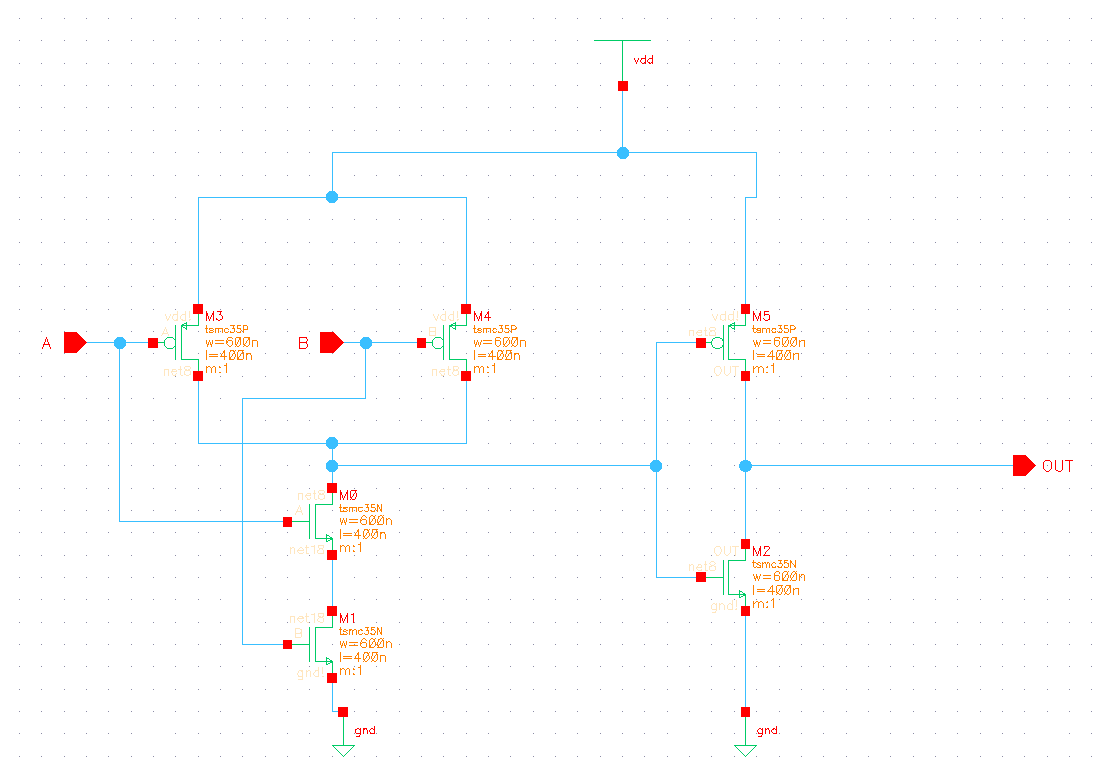 vdd
vdd!
M3
tsmc35P
A
w=600n
l=400n
net8
m:1
A
vdd!
M4
tsmc35P
B
w=600n
l=400n
net8
m:1
B
vdd!
M5
tsmc35P
net8
w=600n
l=400n
OUT
m:1
OUT
net8
M0
tsmc35N
A
w=600n
l=400n
net18
m:1
OUT
M2
tsmc35N
net8
w=600n
l=400n
gnd!
m:1
net18
M1
tsmc35N
B
w=600n
l=400n
gnd!
m:1
gnd
gnd